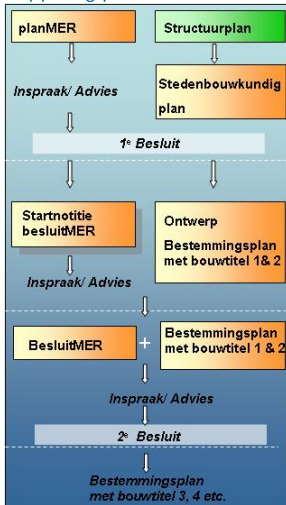 planMER
Structuurplan
Inspraak/ Advies
Stedenbouwkundig
plan
1e Besluit
Startnotitie
besluitMER
Ontwerp
Bestemmingsplan
met bouwtitel 1& 2
Inspraak/ Advies
BesluitMER
+
Bestemmingsplan
met bouwtitel 1 & 2
Inspraak/ Advies
2e Besluit
Bestemmingsplan
met bouwtitel 3, 4 etc.